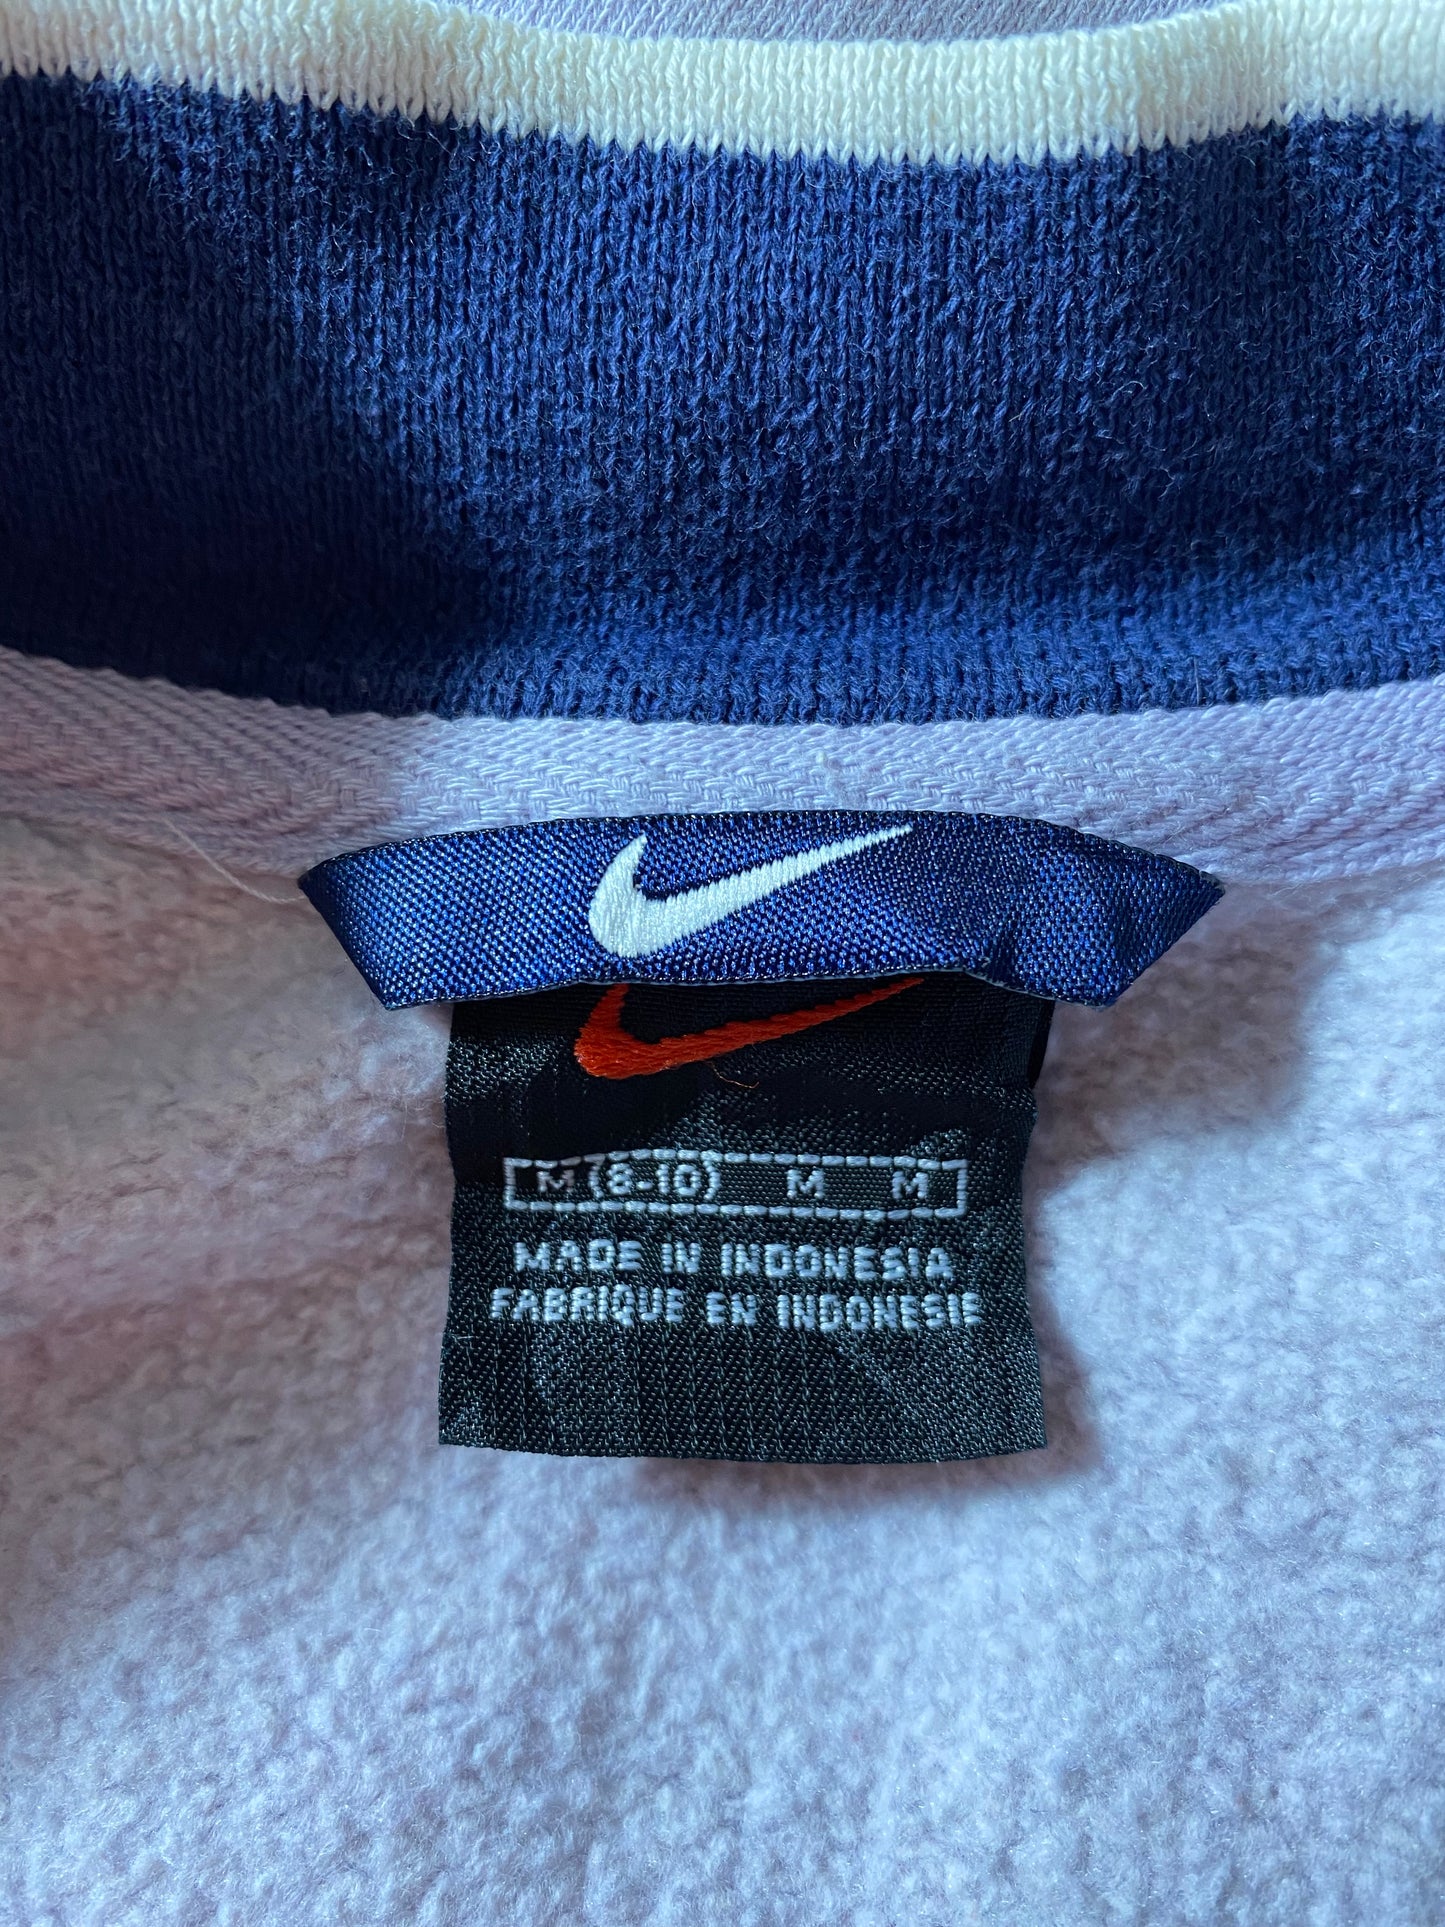 M (8-10) M M
MADE IN INDONESIA
FABRIQUE EN INDONESIE